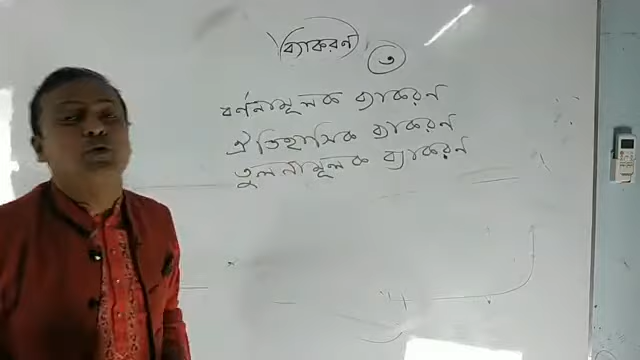 ব্যাকরণ ৩
বর্ণনামূলক ব্যাকরণ
ঐতিহাসিক ব্যাকরণ
তুলনামূলক ব্যাকরণ